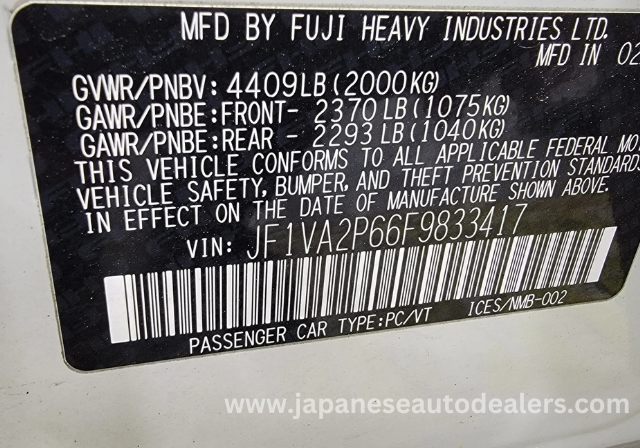 MFD BY FUJI HEAVY INDUSTRIES LTD.
MFD IN 02
GVWR/PNBV: 4409LB(2000KG)
GAWR/PNBE:FRONT- 2370LB(1075KG)
GAWR/PNBE:REAR - 2293LB(1040KG)
THIS VEHICLE CONFORMS TO ALL APPLICABLE FEDERAL MO
VEHICLE SAFETY, BUMPER, AND THEFT PREVENTION STANDARDS
IN EFFECT ON THE DATE OF MANUFACTURE SHOWN ABOVE.
VIN: JF1VA2P66F9833417
PASSENGER CAR TYPE:PC/VT ICES/NMB-002
www.japaneseautodealers.com